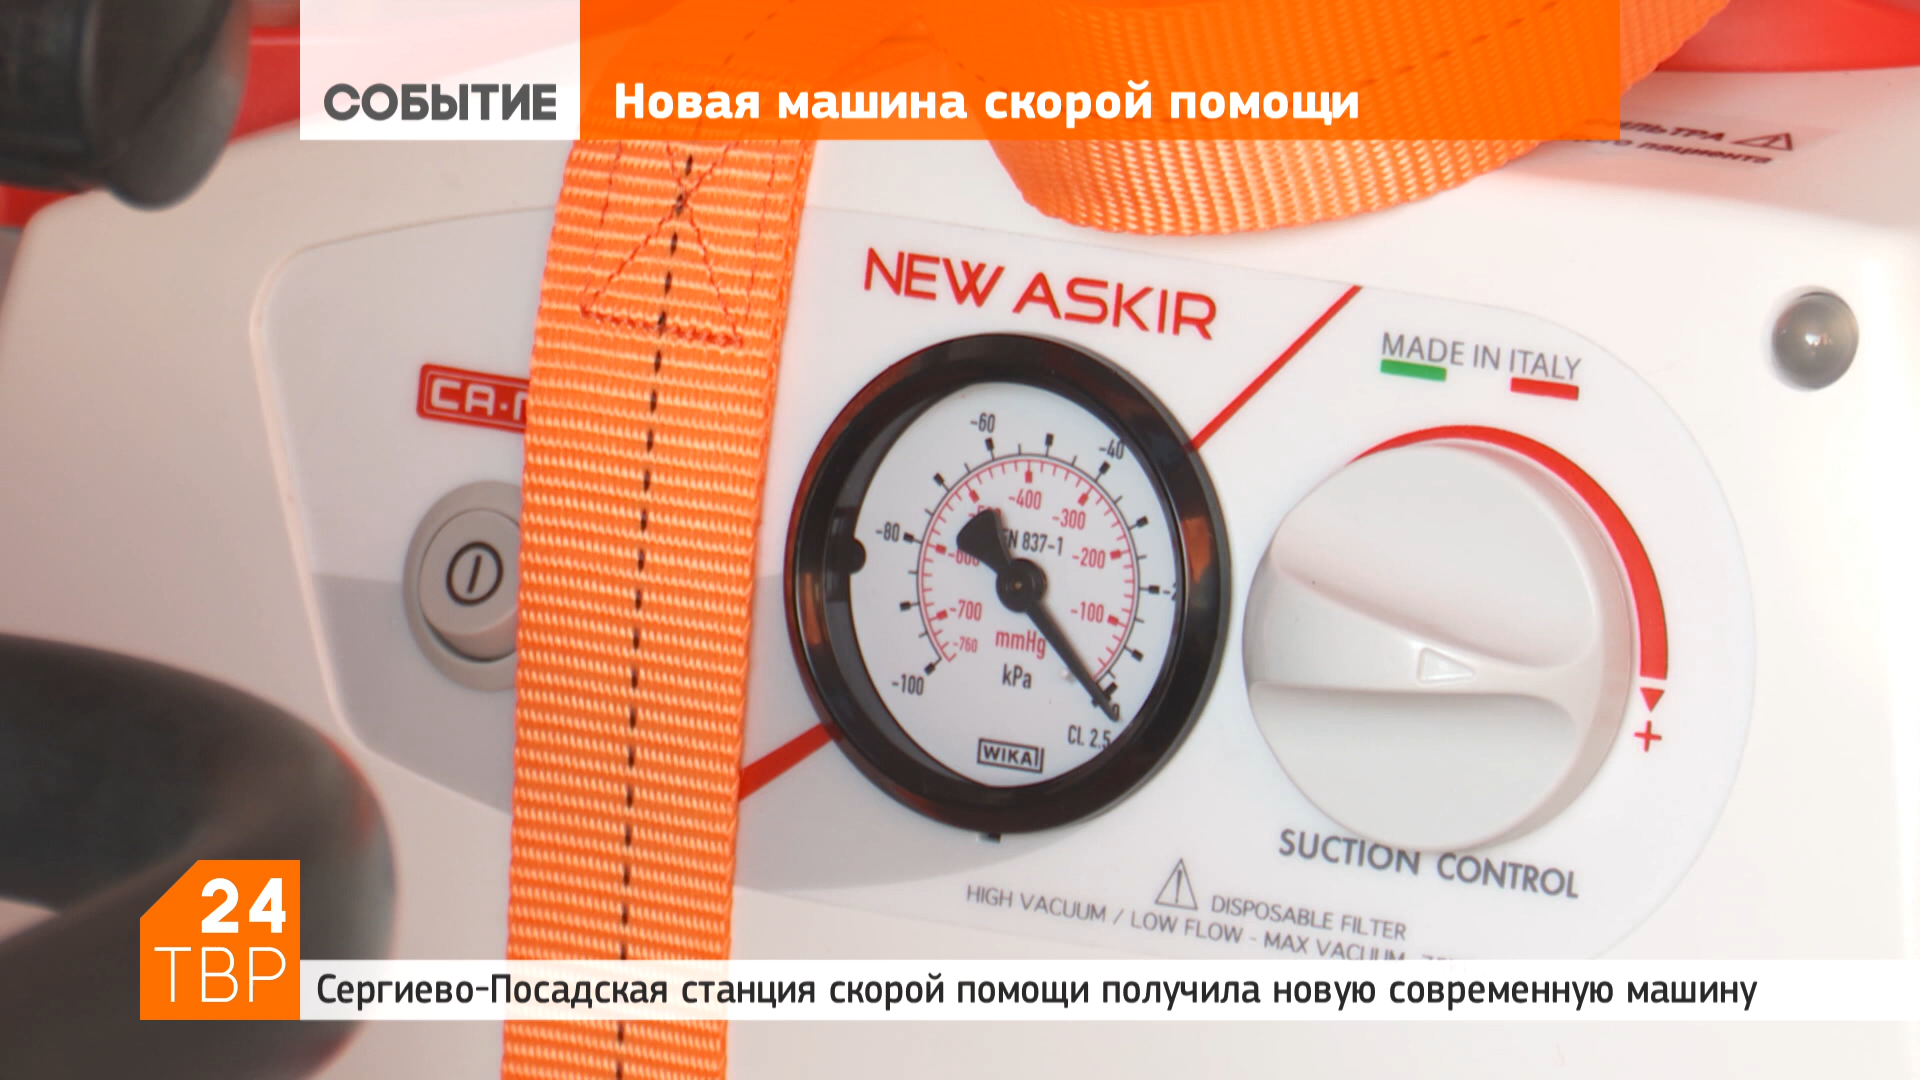 СОБЫТИЕ
Новая машина скорой помощи
NEW ASKIR
MADE IN ITALY
-60
-40
-400
-300
-80
EN 837-1
-200
-700
-100
-760
mmHg
kPa
-100
CL 2.5
WIKA
+
SUCTION CONTROL
DISPOSABLE FILTER
HIGH VACUUM / LOW FLOW - MAX VACUUM
24
ТВР
Сергиево-Посадская станция скорой помощи получила новую современную машину